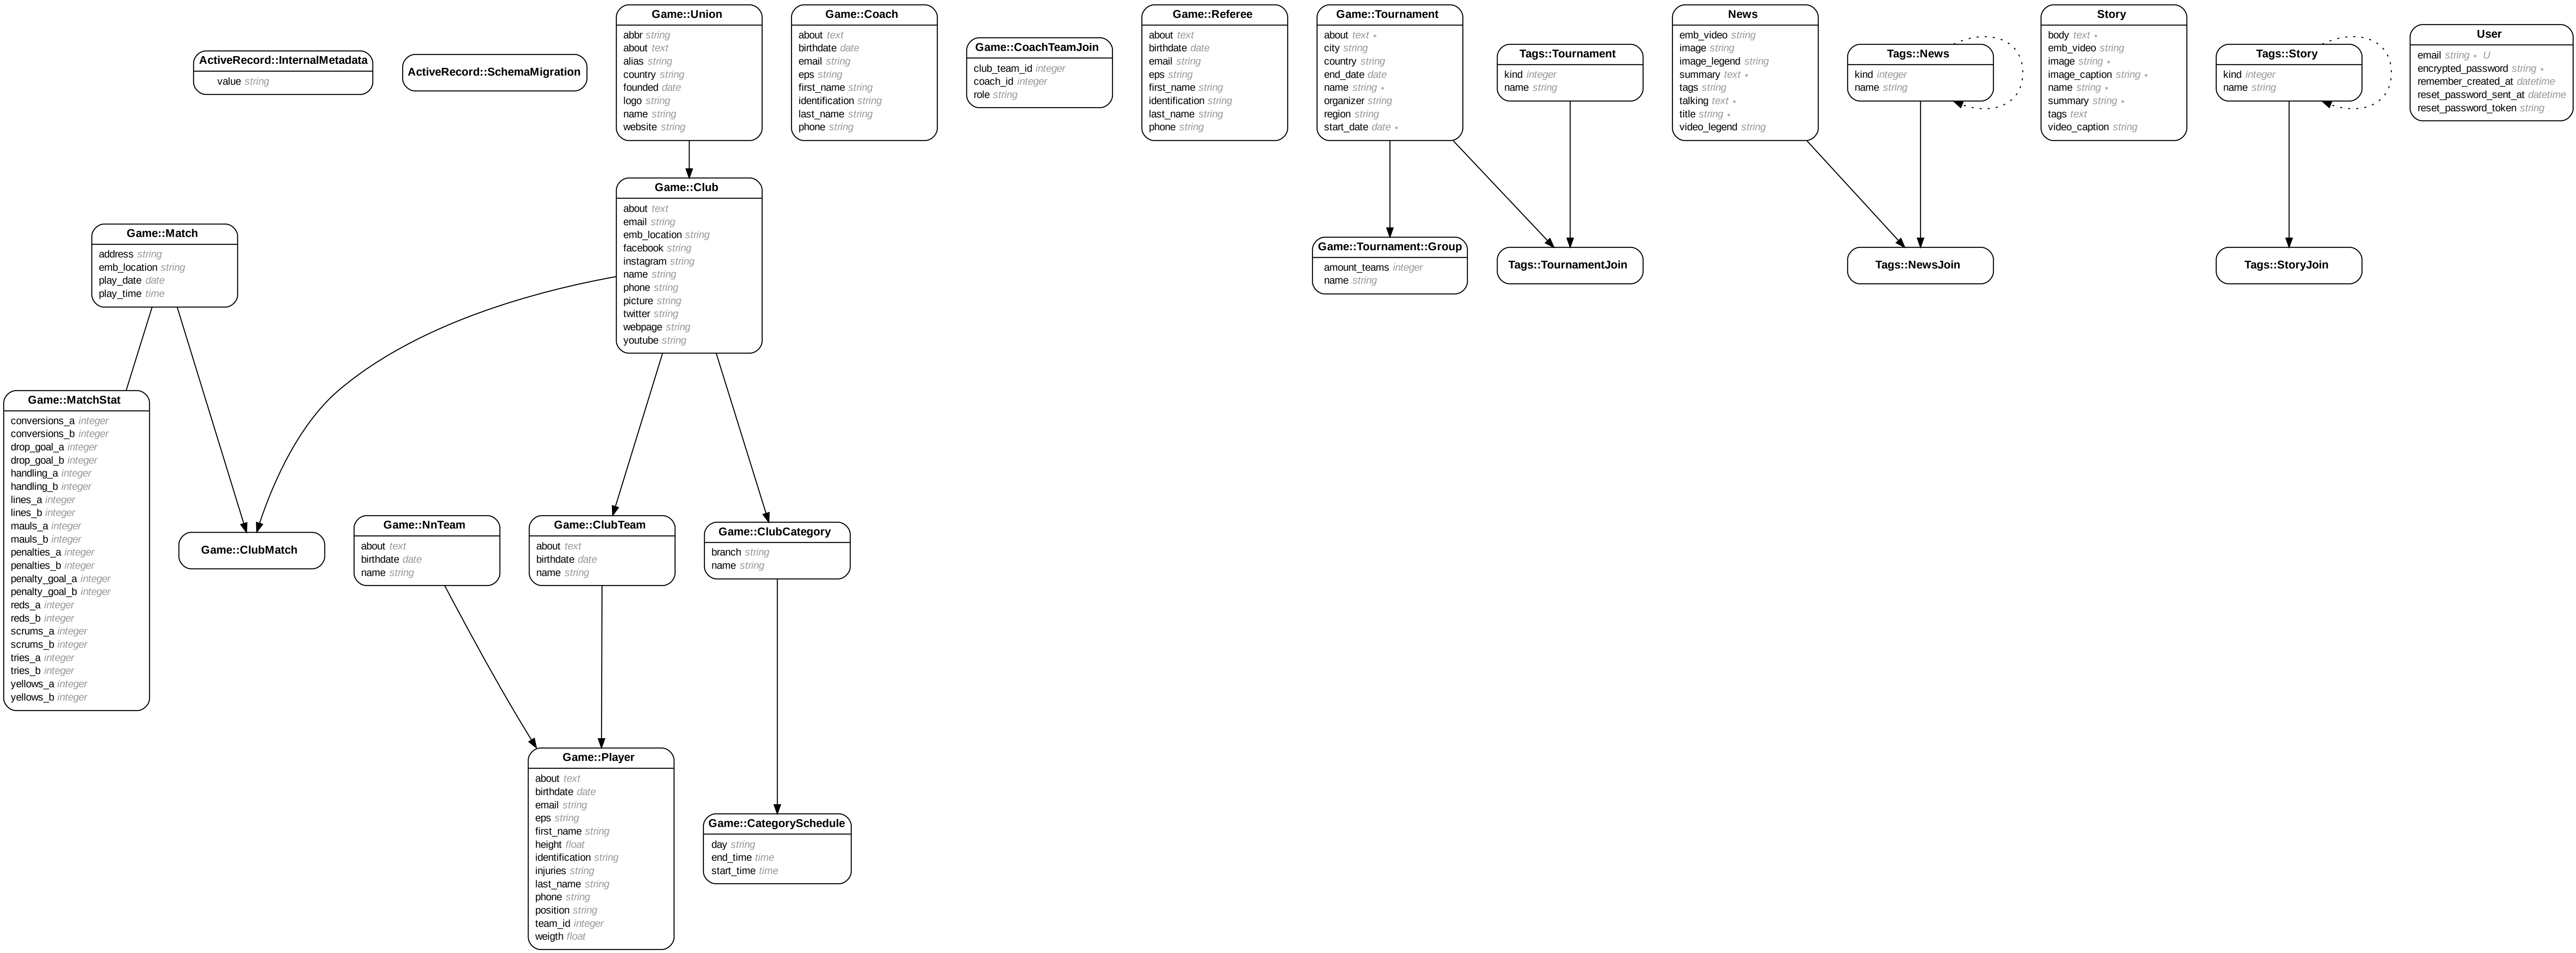 ActiveRecord::InternalMetadata
value string
ActiveRecord::SchemaMigration
Game::Union
abbr string
about text
alias string
country string
founded date
logo string
name string
website string
Game::Coach
about text
birthdate date
email string
eps string
first_name string
identification string
last_name string
phone string
Game::CoachTeamJoin
club_team_id integer
coach_id integer
role string
Game::Referee
about text
birthdate date
email string
eps string
first_name string
identification string
last_name string
phone string
Game::Tournament
about text *
city string
country string
end_date date
name string *
organizer string
region string
start_date date *
Tags::Tournament
kind integer
name string
News
emb_video string
image string
image_legend string
summary text *
tags string
talking text *
title string *
video_legend string
Tags::News
kind integer
name string
Story
body text *
emb_video string
image string *
image_caption string *
name string *
summary string *
tags text
video_caption string
Tags::Story
kind integer
name string
User
email string * U
encrypted_password string *
remember_created_at datetime
reset_password_sent_at datetime
reset_password_token string
Game::Club
about text
email string
emb_location string
facebook string
instagram string
name string
phone string
picture string
twitter string
webpage string
youtube string
Game::Match
address string
emb_location string
play_date date
play_time time
Game::Tournament::Group
amount_teams integer
name string
Tags::TournamentJoin
Tags::NewsJoin
Tags::StoryJoin
Game::MatchStat
conversions_a integer
conversions_b integer
drop_goal_a integer
drop_goal_b integer
handling_a integer
handling_b integer
lines_a integer
lines_b integer
mauls_a integer
mauls_b integer
penalties_a integer
penalties_b integer
penalty_goal_a integer
penalty_goal_b integer
reds_a integer
reds_b integer
scrums_a integer
scrums_b integer
tries_a integer
tries_b integer
yellows_a integer
yellows_b integer
Game::ClubMatch
Game::NnTeam
about text
birthdate date
name string
Game::ClubTeam
about text
birthdate date
name string
Game::ClubCategory
branch string
name string
Game::Player
about text
birthdate date
email string
eps string
first_name string
height float
identification string
injuries string
last_name string
phone string
position string
team_id integer
weigth float
Game::CategorySchedule
day string
end_time time
start_time time